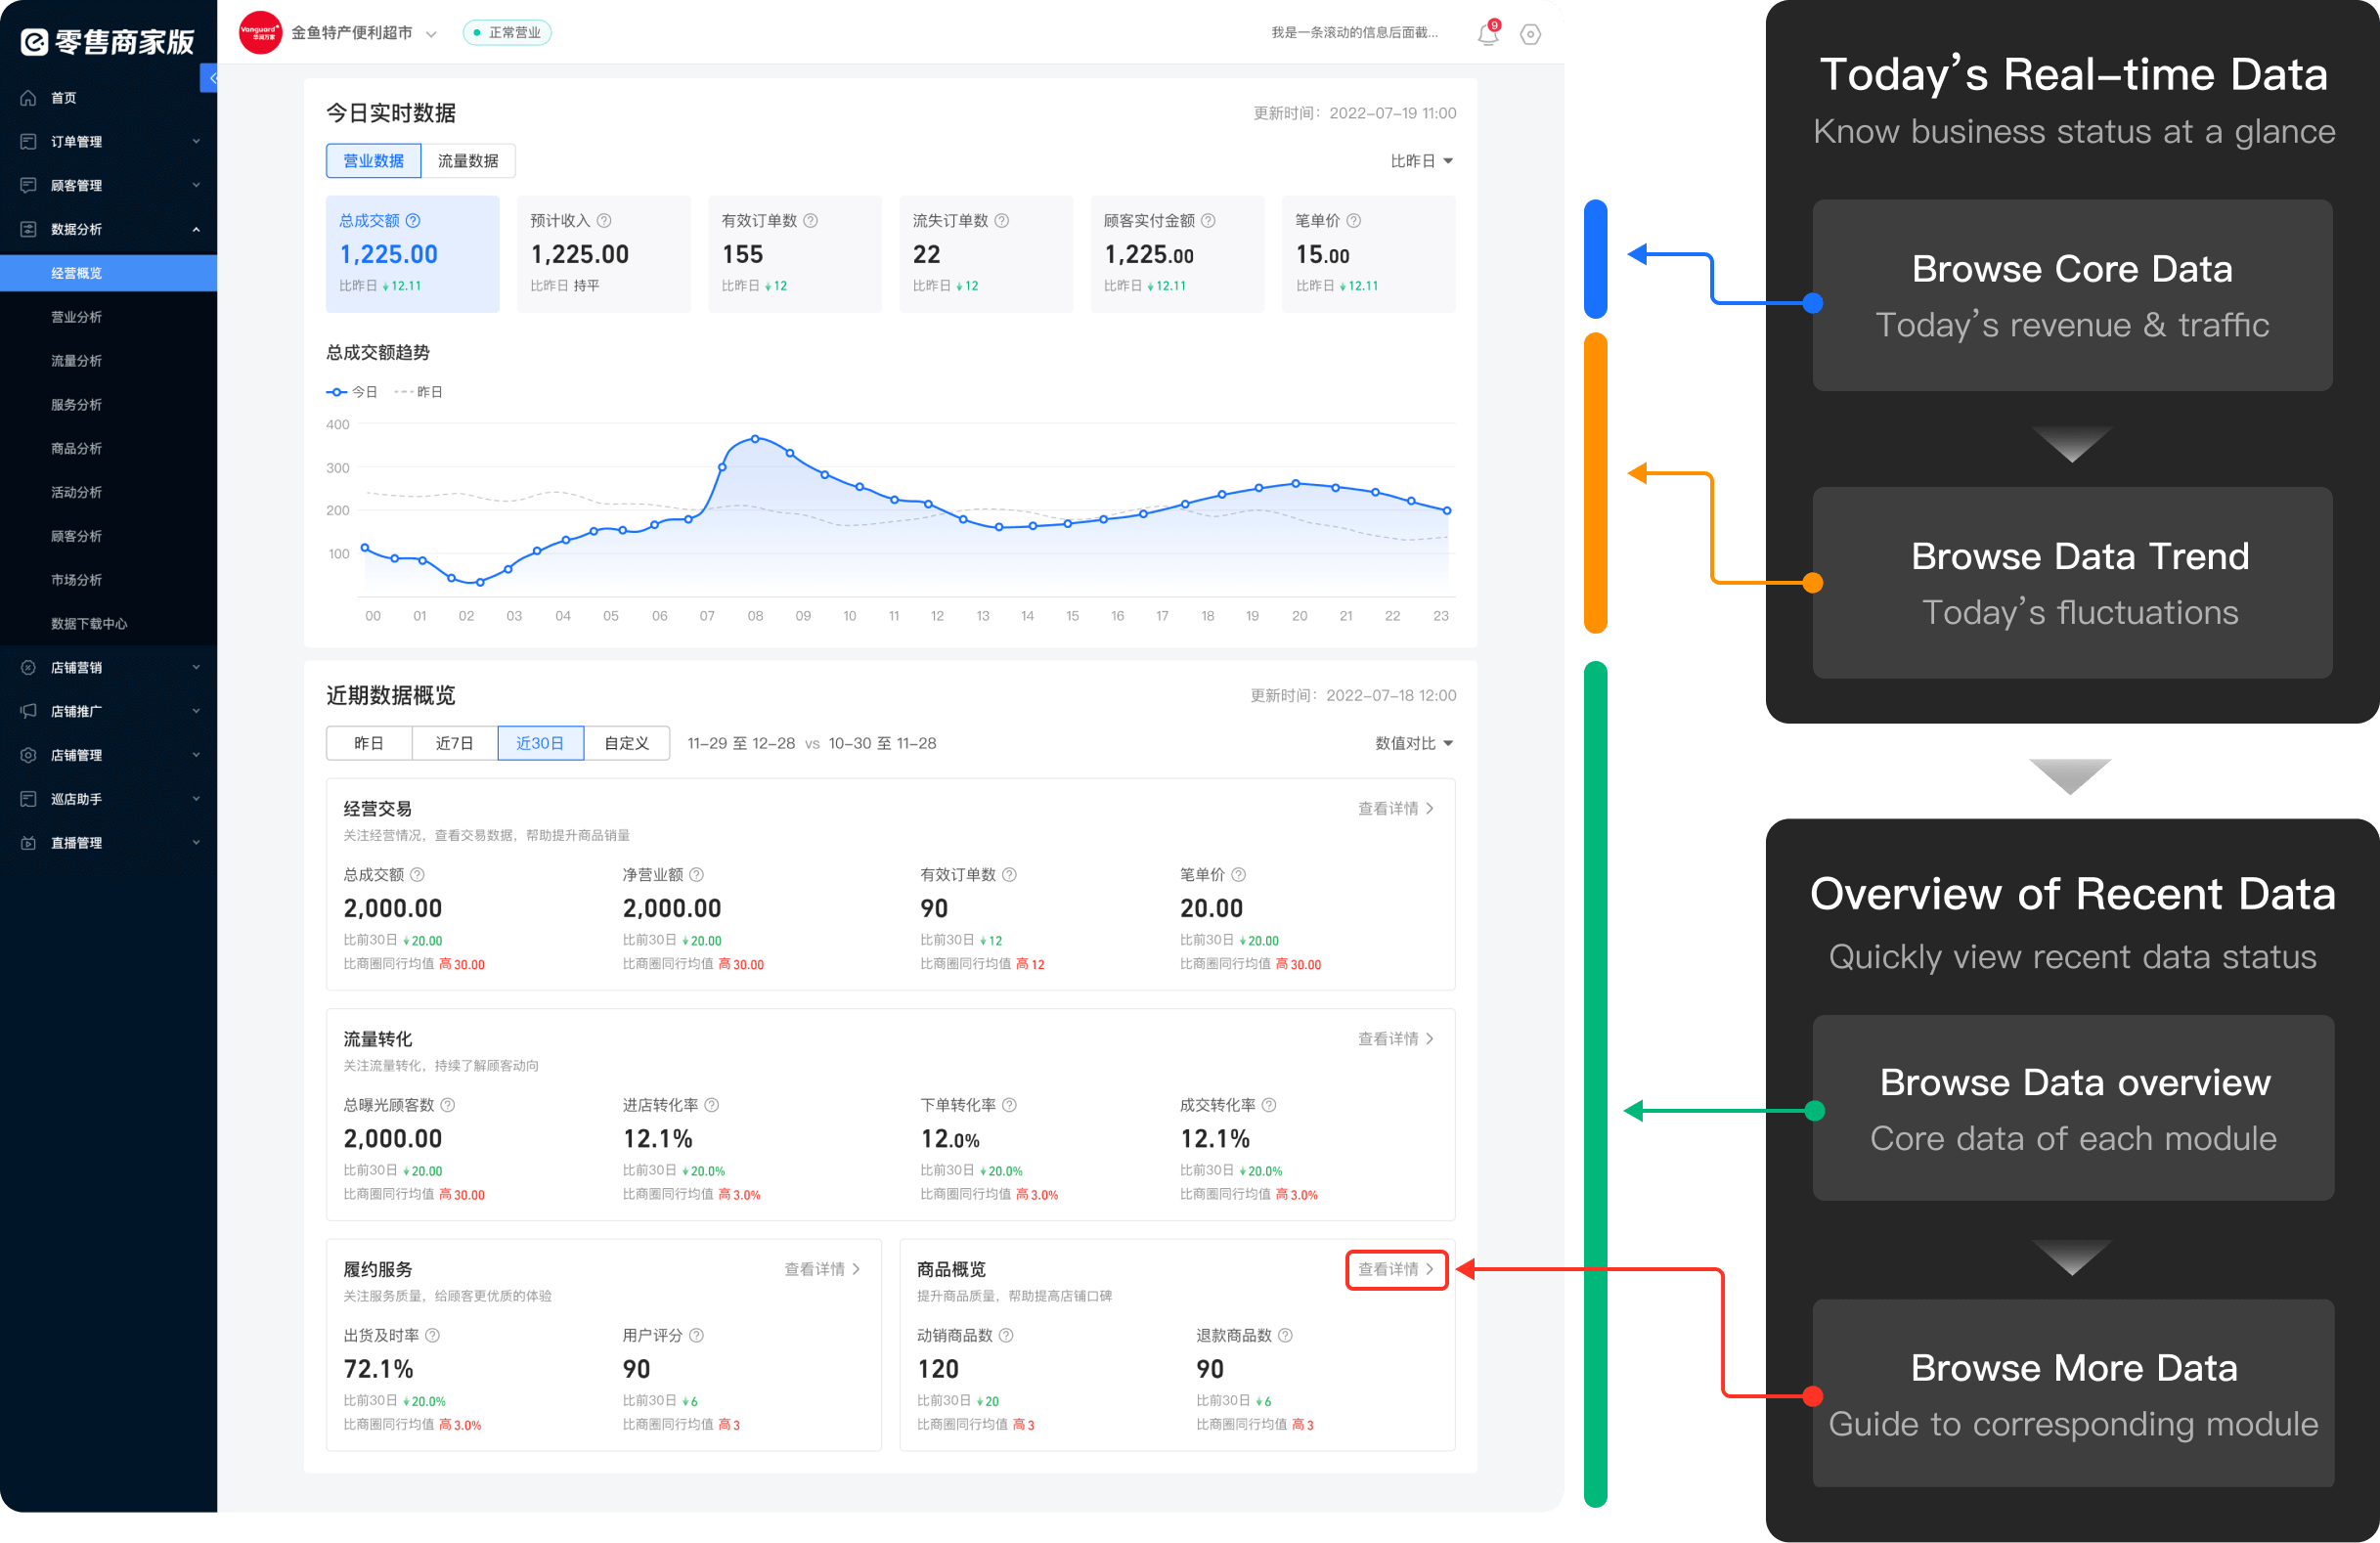 零售商家版
首页
订单管理
顾客管理
数据分析
经营概览
营业分析
流量分析
服务分析
商品分析
活动分析
顾客分析
市场分析
数据下载中心
店铺营销
店铺推广
店铺管理
巡店助手
直播管理
Vanguard
华润万家
金鱼特产便利超市
正常营业
我是一条滚动的信息后面截...
9
今日实时数据
更新时间：2022-07-19 11:00
营业数据 流量数据
比昨日
总成交额
1,225.00
比昨日 12.11
预计收入
1,225.00
比昨日 持平
有效订单数
155
比昨日 12
流失订单数
22
比昨日 12
顾客实付金额
1,225.00
比昨日 12.11
笔单价
15.00
比昨日 12.11
总成交额趋势
今日 昨日
400
300
200
100
00 01 02 03 04 05 06 07 08 09 10 11 12 13 14 15 16 17 18 19 20 21 22 23
近期数据概览
更新时间：2022-07-18 12:00
昨日 近7日 近30日 自定义 11-29 至 12-28 vs 10-30 至 11-28
数值对比
经营交易
查看详情
关注经营情况，查看交易数据，帮助提升商品销量
总成交额
2,000.00
比前30日 20.00
比商圈同行均值 高30.00
净营业额
2,000.00
比前30日 20.00
比商圈同行均值 高30.00
有效订单数
90
比前30日 12
比商圈同行均值 高12
笔单价
20.00
比前30日 20.00
比商圈同行均值 高30.00
流量转化
查看详情
关注流量转化，持续了解顾客动向
总曝光顾客数
2,000.00
比前30日 20.00
比商圈同行均值 高30.00
进店转化率
12.1%
比前30日 20.0%
比商圈同行均值 高3.0%
下单转化率
12.0%
比前30日 20.0%
比商圈同行均值 高3.0%
成交转化率
12.1%
比前30日 20.0%
比商圈同行均值 高3.0%
履约服务
查看详情
关注服务质量，给顾客更优质的体验
出货及时率
72.1%
比前30日 20.0%
比商圈同行均值 高3.0%
用户评分
90
比前30日 6
比商圈同行均值 高3
商品概览
查看详情
提升商品质量，帮助提高店铺口碑
动销商品数
120
比前30日 20
比商圈同行均值 高3
退款商品数
90
比前30日 6
比商圈同行均值 高3
Today's Real-time Data
Know business status at a glance
Browse Core Data
Today's revenue & traffic
Browse Data Trend
Today's fluctuations
Overview of Recent Data
Quickly view recent data status
Browse Data overview
Core data of each module
Browse More Data
Guide to corresponding module